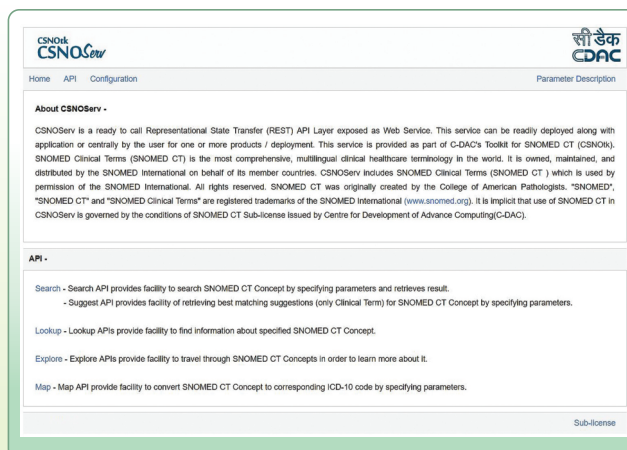 CSNOtk
CSNOServ
सी डैक
CDAC
Home API Configuration Parameter Description
About CSNOServ -
CSNOServ is a ready to call Representational State Transfer (REST) API Layer exposed as Web Service. This service can be readily deployed along with
application or centrally by the user for one or more products / deployment. This service is provided as part of C-DAC's Toolkit for SNOMED CT (CSNOtk).
SNOMED Clinical Terms (SNOMED CT) is the most comprehensive, multilingual clinical healthcare terminology in the world. It is owned, maintained, and
distributed by the SNOMED International on behalf of its member countries. CSNOServ includes SNOMED Clinical Terms (SNOMED CT ) which is used by
permission of the SNOMED International. All rights reserved. SNOMED CT was originally created by the College of American Pathologists. "SNOMED",
"SNOMED CT" and "SNOMED Clinical Terms" are registered trademarks of the SNOMED International (www.snomed.org). It is implicit that use of SNOMED CT in
CSNOServ is governed by the conditions of SNOMED CT Sub-license issued by Centre for Development of Advance Computing(C-DAC).
API -
Search - Search API provides facility to search SNOMED CT Concept by specifying parameters and retrieves result.
- Suggest API provides facility of retrieving best matching suggestions (only Clinical Term) for SNOMED CT Concept by specifying parameters.
Lookup - Lookup APIs provide facility to find information about specified SNOMED CT Concept.
Explore - Explore APIs provide facility to travel through SNOMED CT Concepts in order to learn more about it.
Map - Map API provide facility to convert SNOMED CT Concept to corresponding ICD-10 code by specifying parameters.
Sub-license